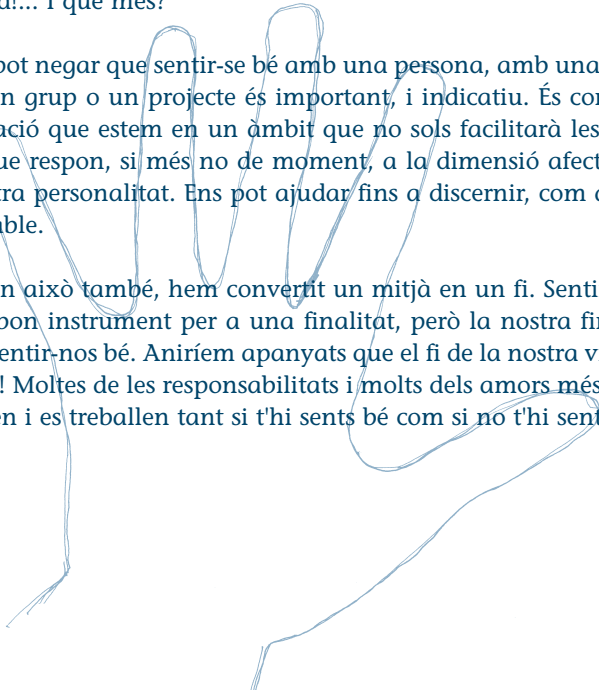 !... I què més?
pot negar que sentir-se bé amb una persona, amb una
n grup o un projecte és important, i indicatiu. És con
ació que estem en un àmbit que no sols facilitarà les
ue respon, si més no de moment, a la dimensió afect
tra personalitat. Ens pot ajudar fins a discernir, com a
able.
n això també, hem convertit un mitjà en un fi. Senti
bon instrument per a una finalitat, però la nostra fin
entir-nos bé. Aniríem apanyats que el fi de la nostra v
! Moltes de les responsabilitats i molts dels amors més
en i es treballen tant si t'hi sents bé com si no t'hi sent